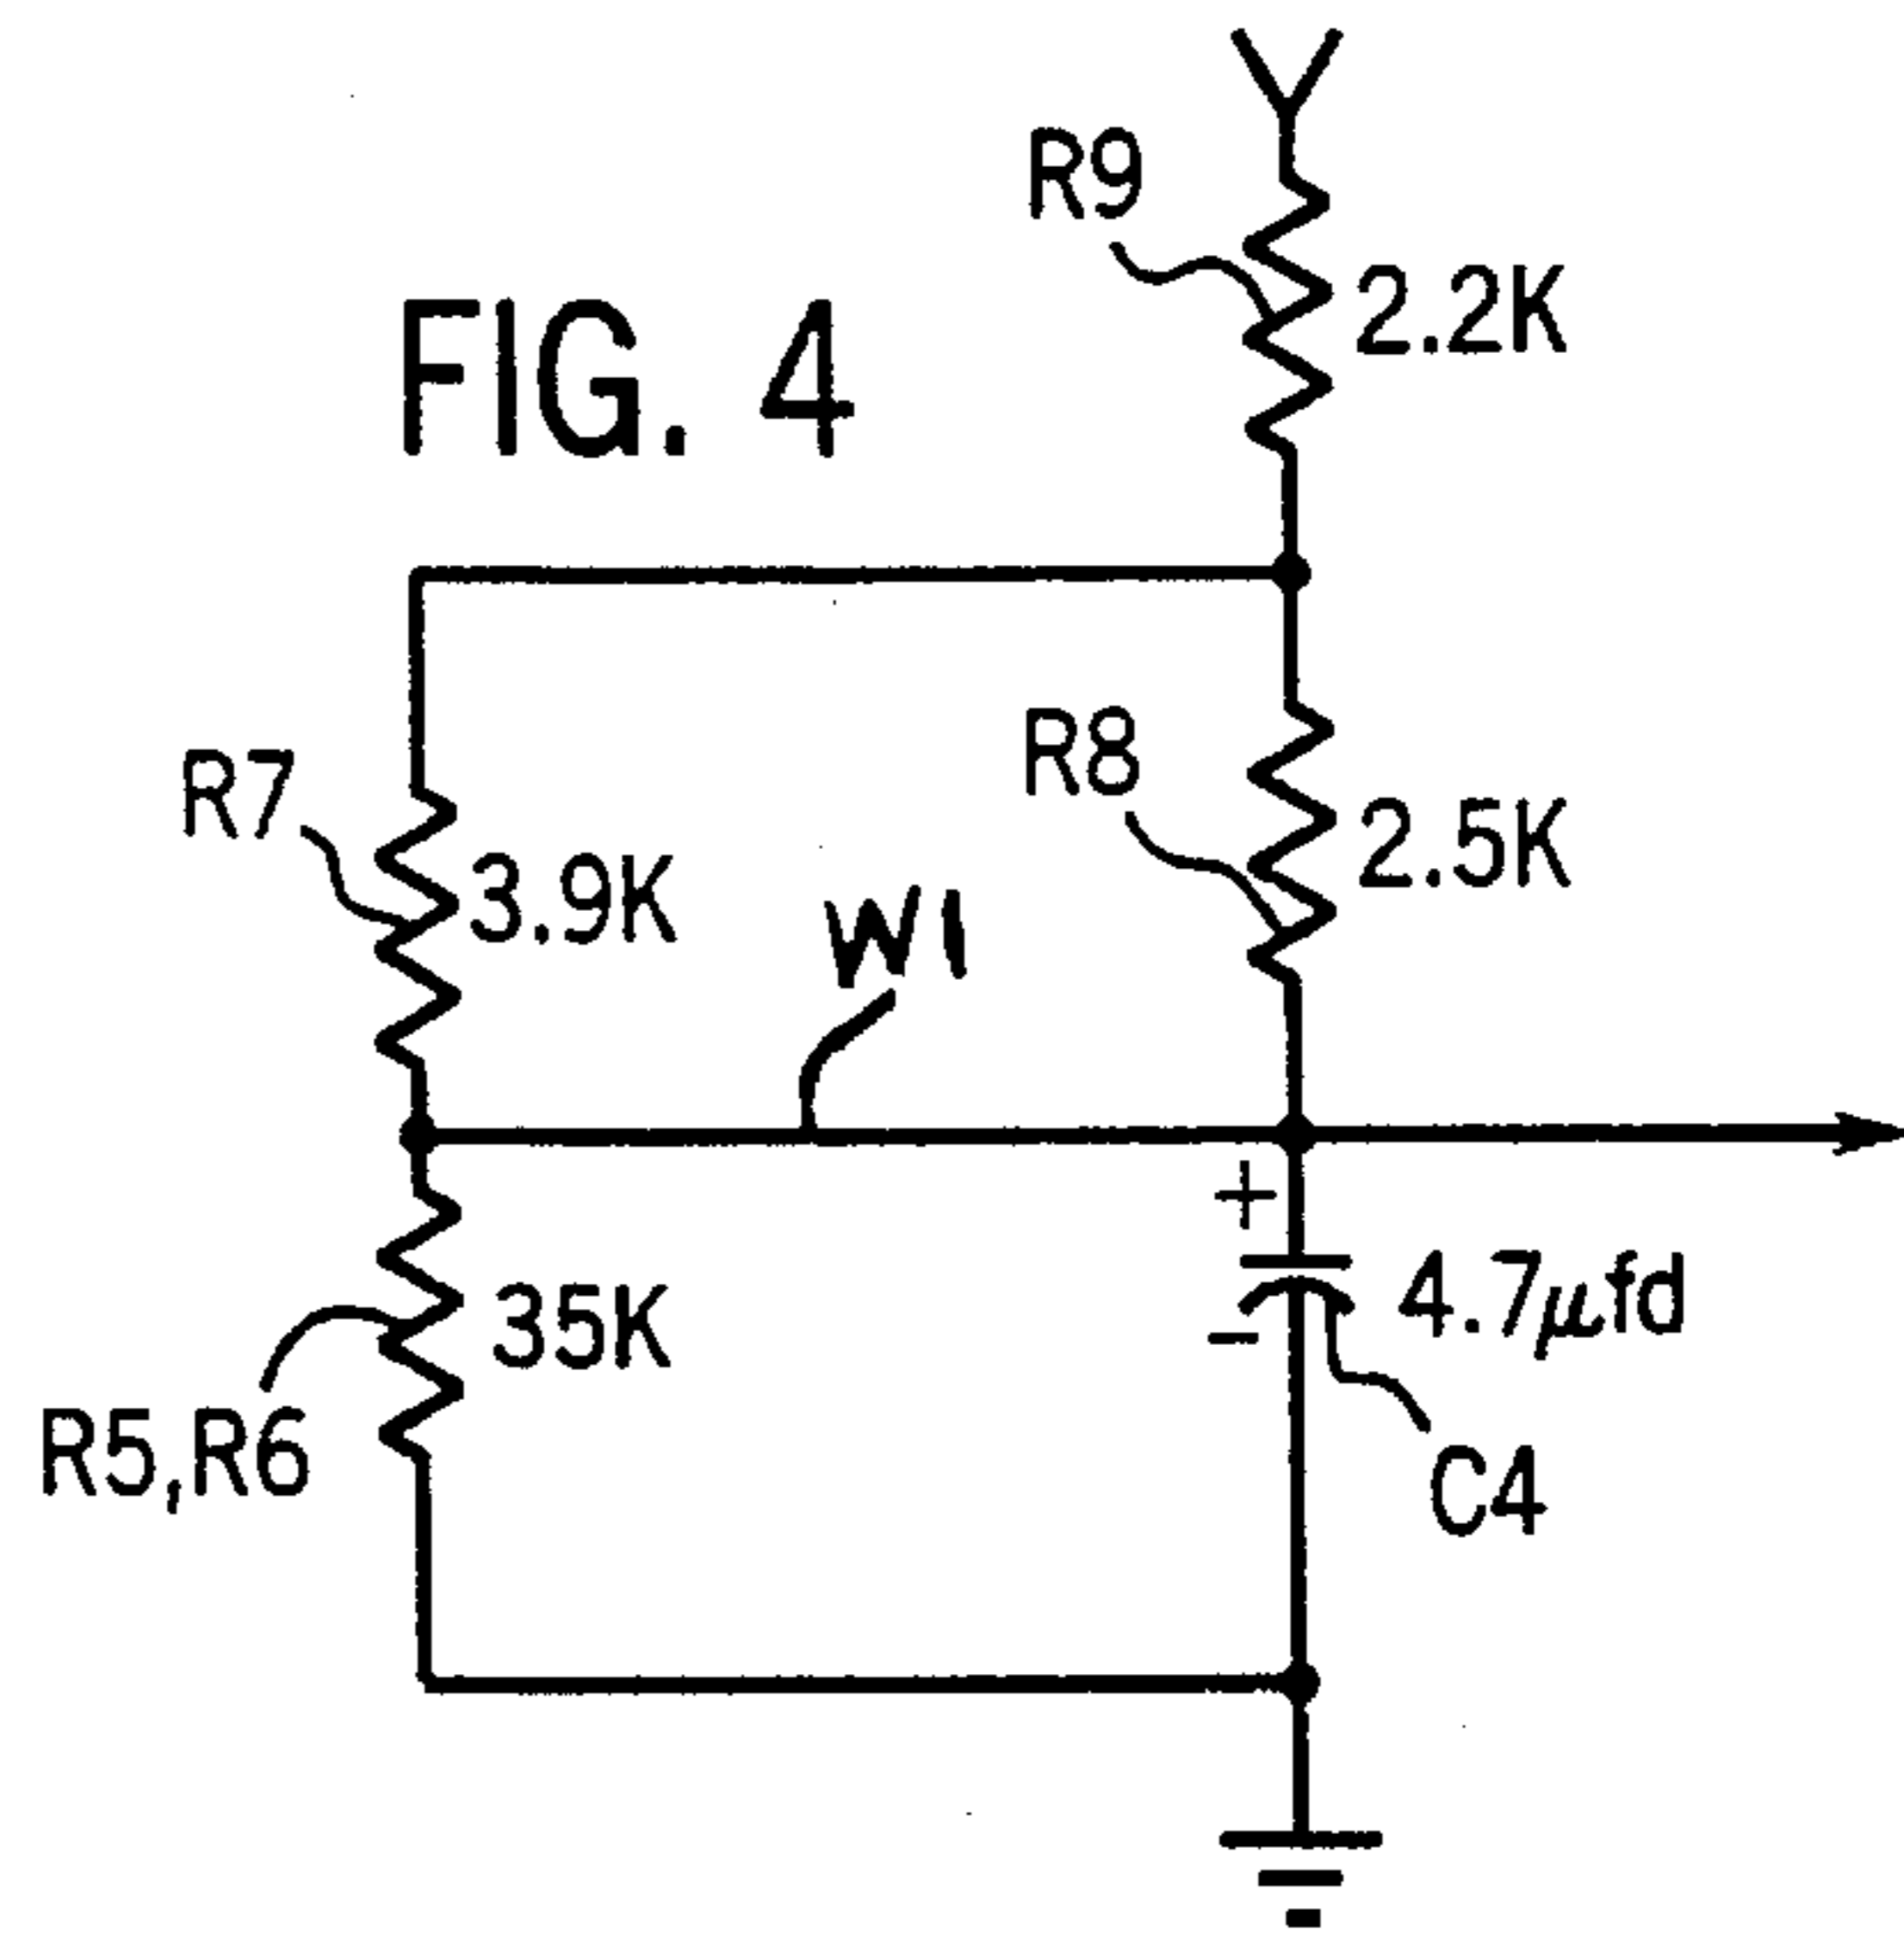 R9
2.2K
FIG. 4
R8
R7
2.5K
3.9K
W1
+
4.7µfd
-
35K
R5,R6
C4